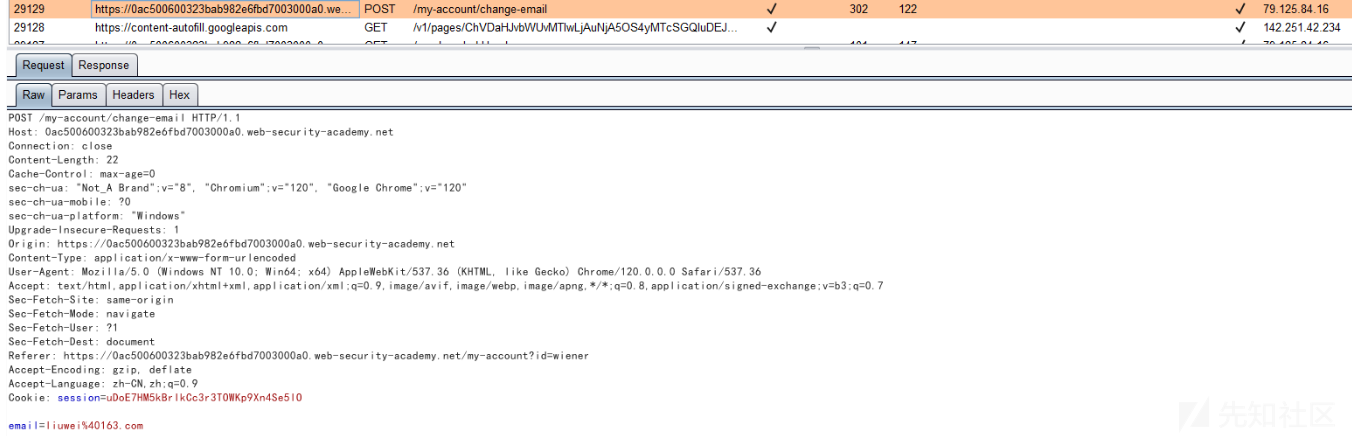 29129 https://0ac500600323bab982e6fbd7003000a0.we... POST /my-account/change-email ✓ 302 122 ✓ 79.125.84.16
29128 https://content-autofill.googleapis.com GET /v1/pages/ChVDaHJvbWUvMTIwLjAuNjA5OS4yMTcSGQluDEJ... ✓ ✓ 142.251.42.234
Request Response
Raw Params Headers Hex
POST /my-account/change-email HTTP/1.1
Host: 0ac500600323bab982e6fbd7003000a0.web-security-academy.net
Connection: close
Content-Length: 22
Cache-Control: max-age=0
sec-ch-ua: "Not_A Brand";v="8", "Chromium";v="120", "Google Chrome";v="120"
sec-ch-ua-mobile: ?0
sec-ch-ua-platform: "Windows"
Upgrade-Insecure-Requests: 1
Origin: https://0ac500600323bab982e6fbd7003000a0.web-security-academy.net
Content-Type: application/x-www-form-urlencoded
User-Agent: Mozilla/5.0 (Windows NT 10.0; Win64; x64) AppleWebKit/537.36 (KHTML, like Gecko) Chrome/120.0.0.0 Safari/537.36
Accept: text/html,application/xhtml+xml,application/xml;q=0.9,image/avif,image/webp,image/apng,*/*;q=0.8,application/signed-exchange;v=b3;q=0.7
Sec-Fetch-Site: same-origin
Sec-Fetch-Mode: navigate
Sec-Fetch-User: ?1
Sec-Fetch-Dest: document
Referer: https://0ac500600323bab982e6fbd7003000a0.web-security-academy.net/my-account?id=wiener
Accept-Encoding: gzip, deflate
Accept-Language: zh-CN,zh;q=0.9
Cookie: session=uDoE7HM5kBrIkCc3r3T0WKp9Xn4Se5l0
email=liuwei%40163.com
先知社区